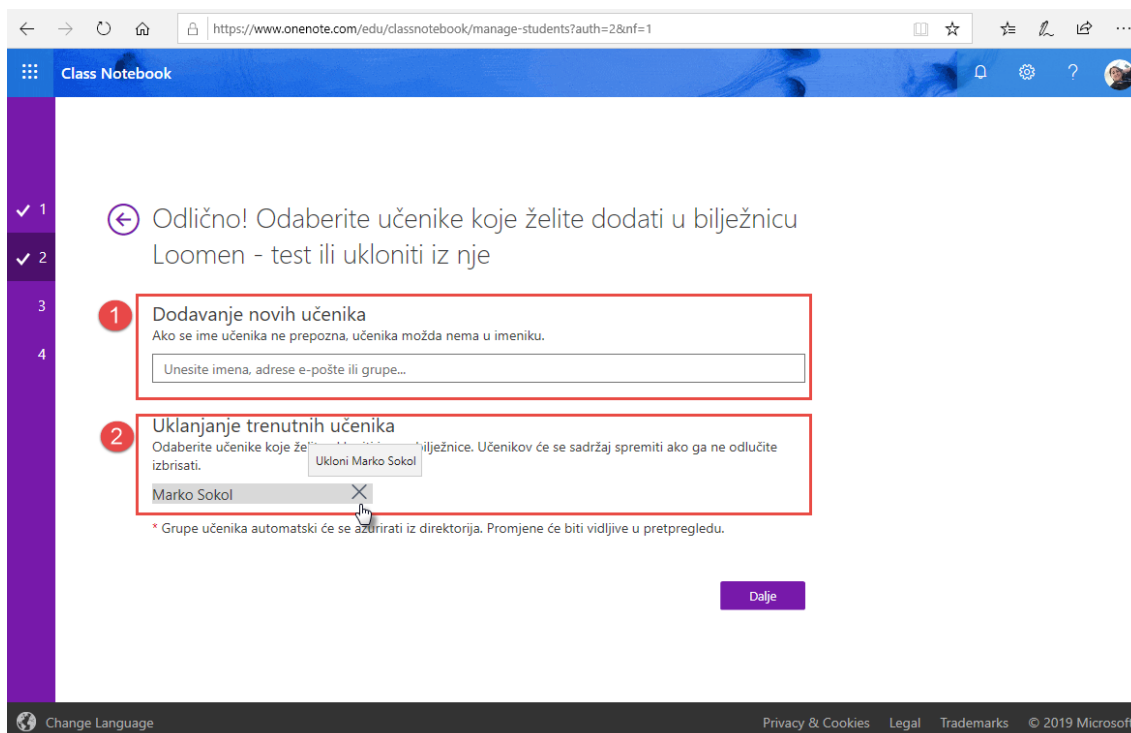 https://www.onenote.com/edu/classnotebook/manage-students?auth=2&nf=1
Class Notebook
?
1
2
3
4
Odlično! Odaberite učenike koje želite dodati u bilježnicu
Loomen - test ili ukloniti iz nje
1
Dodavanje novih učenika
Ako se ime učenika ne prepozna, učenika možda nema u imeniku.
Unesite imena, adrese e-pošte ili grupe...
2
Uklanjanje trenutnih učenika
Odaberite učenike koje bilježnice. Učenikov će se sadržaj spremiti ako ga ne odlučite
izbrisati.
Ukloni Marko Sokol
Marko Sokol
* Grupe učenika automatski će se ažurirati iz direktorija. Promjene će biti vidljive u pretpregledu.
Dalje
Change Language
Privacy & Cookies Legal Trademarks © 2019 Microsoft